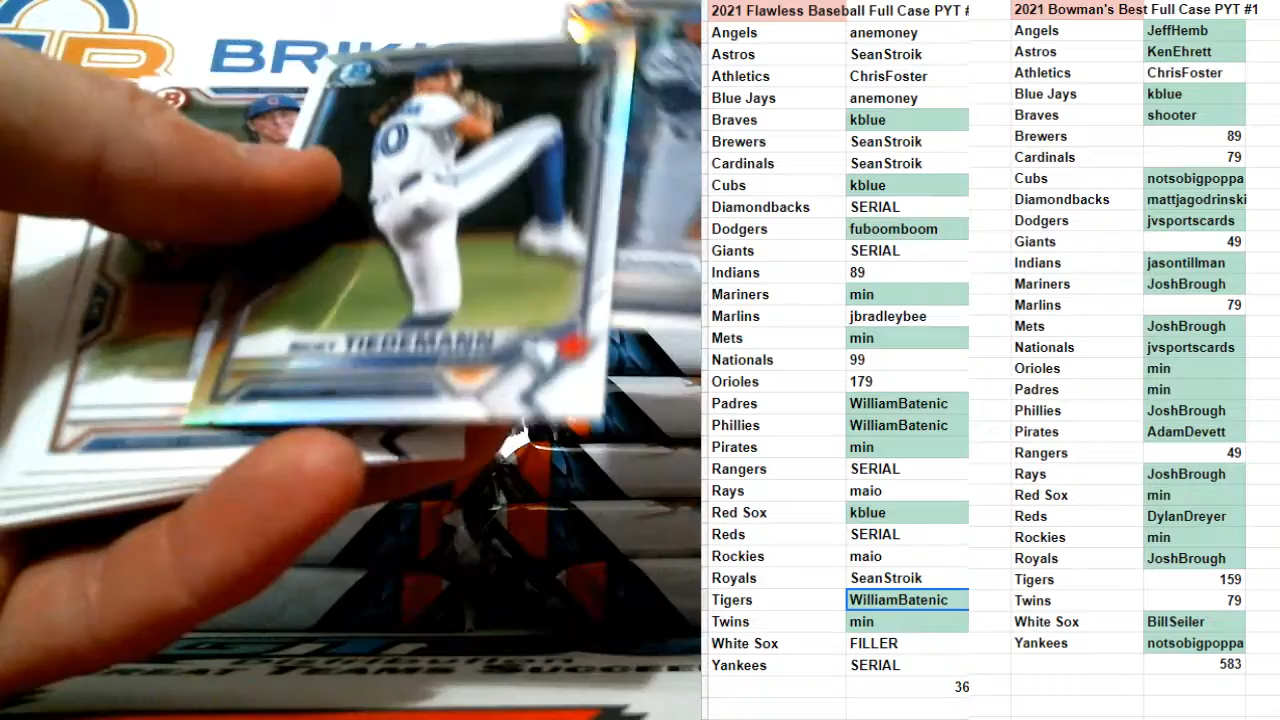 BRIK
TIEDEMANN
Distribution
GREAT TEAMS SUCCEE
2021 Flawless Baseball Full Case PYT #
Angels anemoney
Astros SeanStroik
Athletics ChrisFoster
Blue Jays anemoney
Braves kblue
Brewers SeanStroik
Cardinals SeanStroik
Cubs kblue
Diamondbacks SERIAL
Dodgers fuboomboom
Giants SERIAL
Indians 89
Mariners min
Marlins jbradleybee
Mets min
Nationals 99
Orioles 179
Padres WilliamBatenic
Phillies WilliamBatenic
Pirates min
Rangers SERIAL
Rays maio
Red Sox kblue
Reds SERIAL
Rockies maio
Royals SeanStroik
Tigers WilliamBatenic
Twins min
White Sox FILLER
Yankees SERIAL
36
2021 Bowman's Best Full Case PYT #1
Angels JeffHemb
Astros KenEhrett
Athletics ChrisFoster
Blue Jays kblue
Braves shooter
Brewers 89
Cardinals 79
Cubs notsobigpoppa
Diamondbacks mattjagodrinski
Dodgers jvsportscards
Giants 49
Indians jasontillman
Mariners JoshBrough
Marlins 79
Mets JoshBrough
Nationals jvsportscards
Orioles min
Padres min
Phillies JoshBrough
Pirates AdamDevett
Rangers 49
Rays JoshBrough
Red Sox min
Reds DylanDreyer
Rockies min
Royals JoshBrough
Tigers 159
Twins 79
White Sox BillSeiler
Yankees notsobigpoppa
583